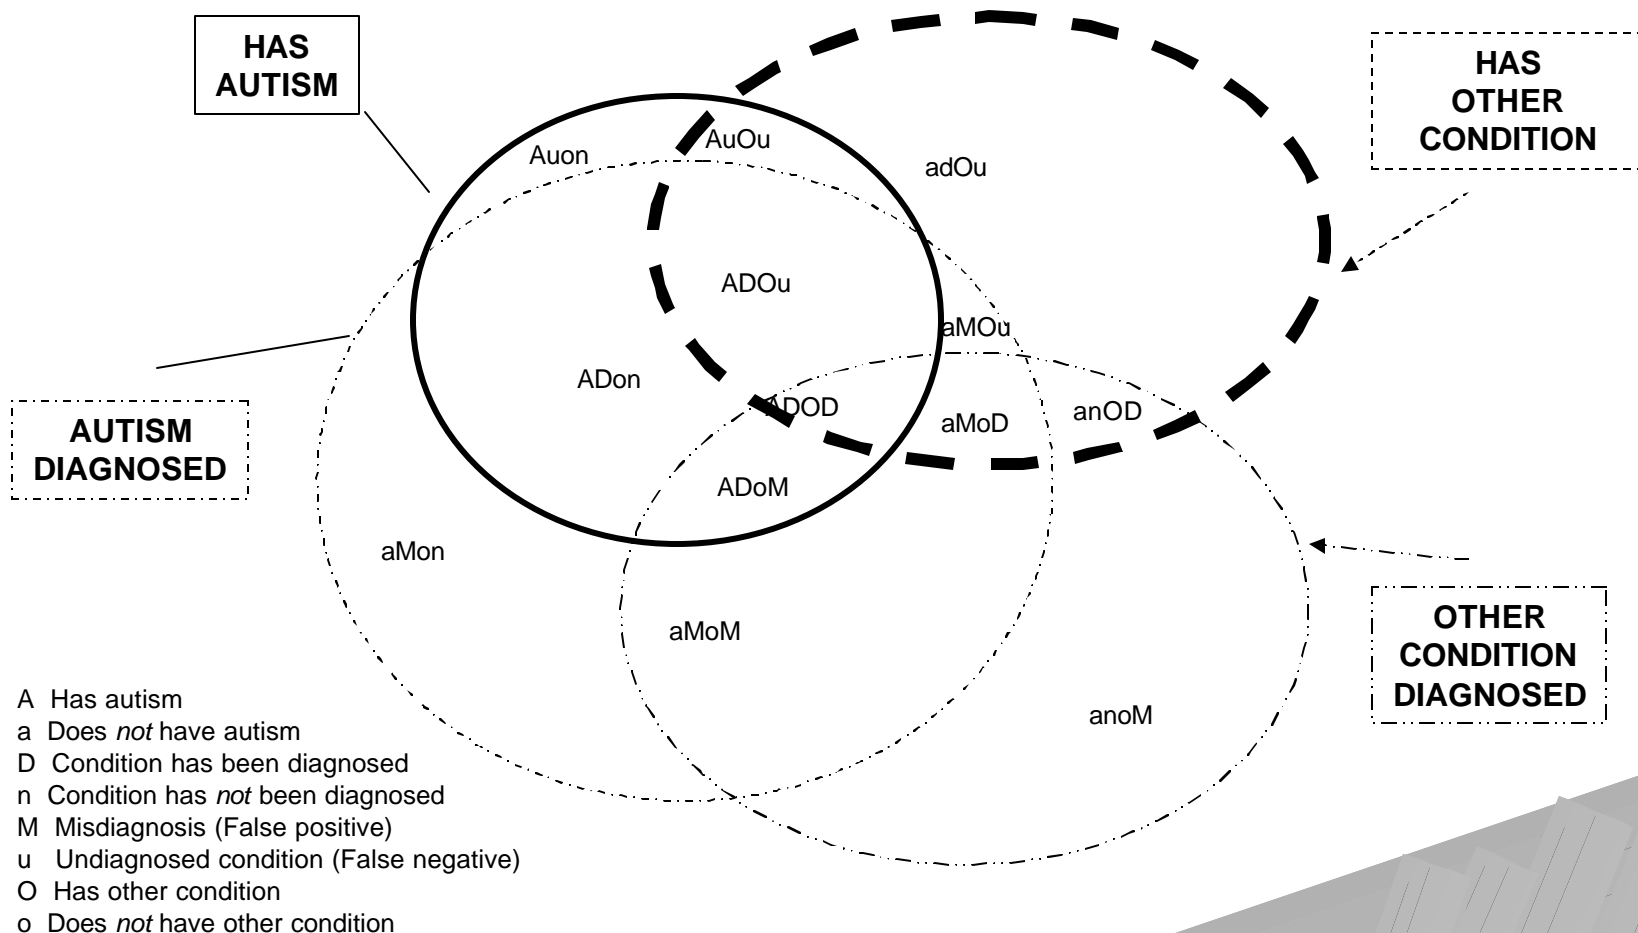 HAS
AUTISM
HAS
OTHER
CONDITION
Auon
AuOu
adOu
ADOu
aMOu
ADon
ADOD
aMoD
anOD
AUTISM
DIAGNOSED
ADoM
aMon
aMoM
anoM
OTHER
CONDITION
DIAGNOSED
A Has autism
a Does not have autism
D Condition has been diagnosed
n Condition has not been diagnosed
M Misdiagnosis (False positive)
u Undiagnosed condition (False negative)
O Has other condition
o Does not have other condition